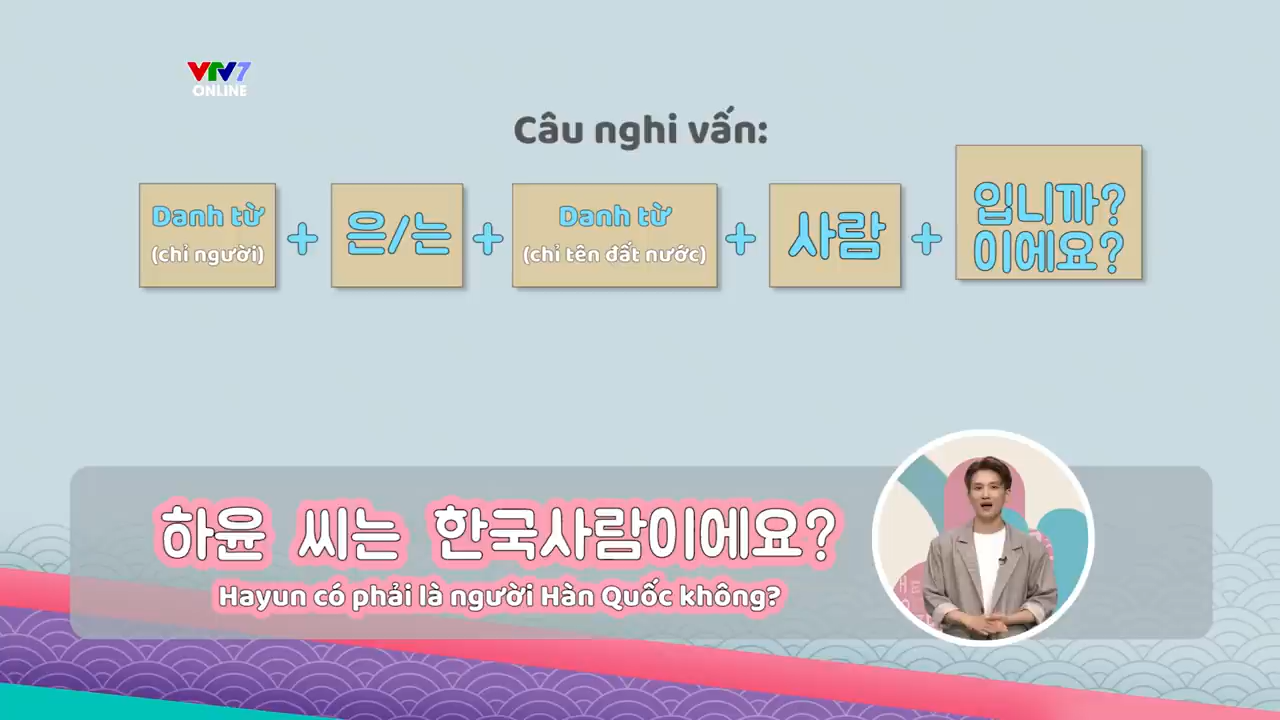 VTV7
ONLINE
Câu nghi vấn:
Danh từ
(chỉ người)
+
은/는
+
Danh từ
(chỉ tên đất nước)
+
사람
+
입니까?
이에요?
하윤 씨는 한국사람이에요?
Hayun có phải là người Hàn Quốc không?